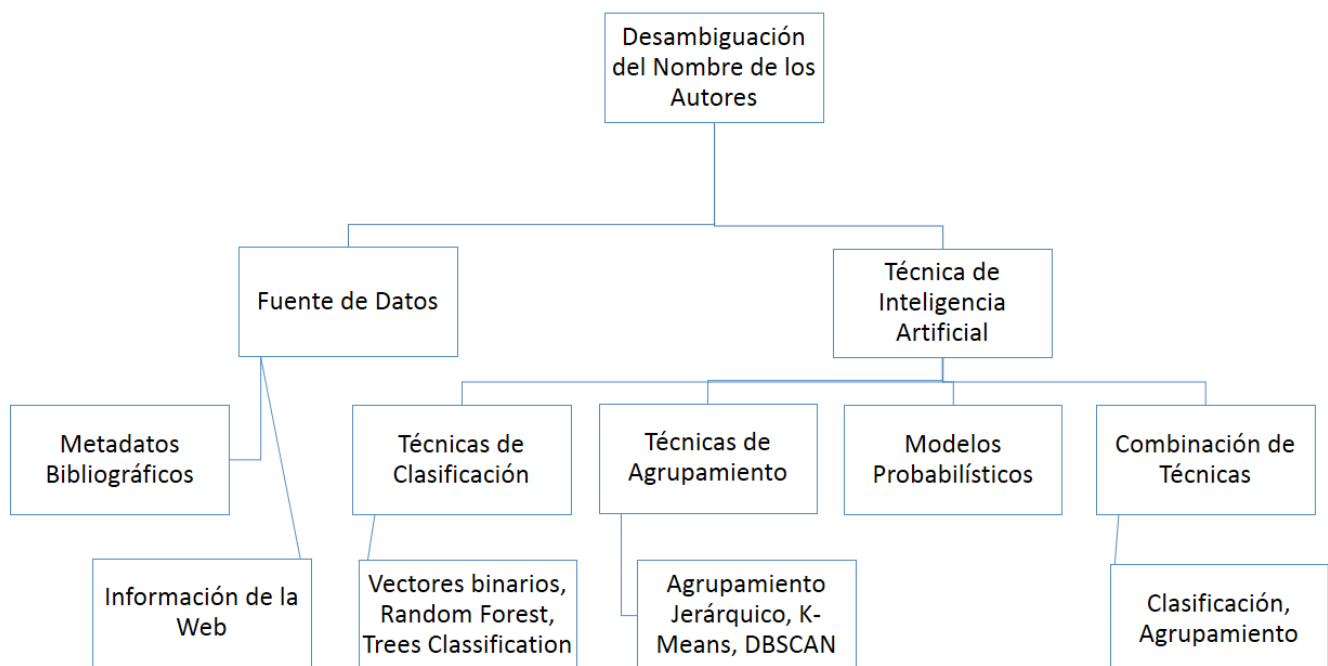 Desambiguación
del Nombre de los
Autores
Fuente de Datos
Técnica de
Inteligencia
Artificial
Metadatos
Bibliográficos
Técnicas de
Clasificación
Técnicas de
Agrupamiento
Modelos
Probabilísticos
Combinación de
Técnicas
Información de la
Web
Vectores binarios,
Random Forest,
Trees Classification
Agrupamiento
Jerárquico, K-
Means, DBSCAN
Clasificación,
Agrupamiento